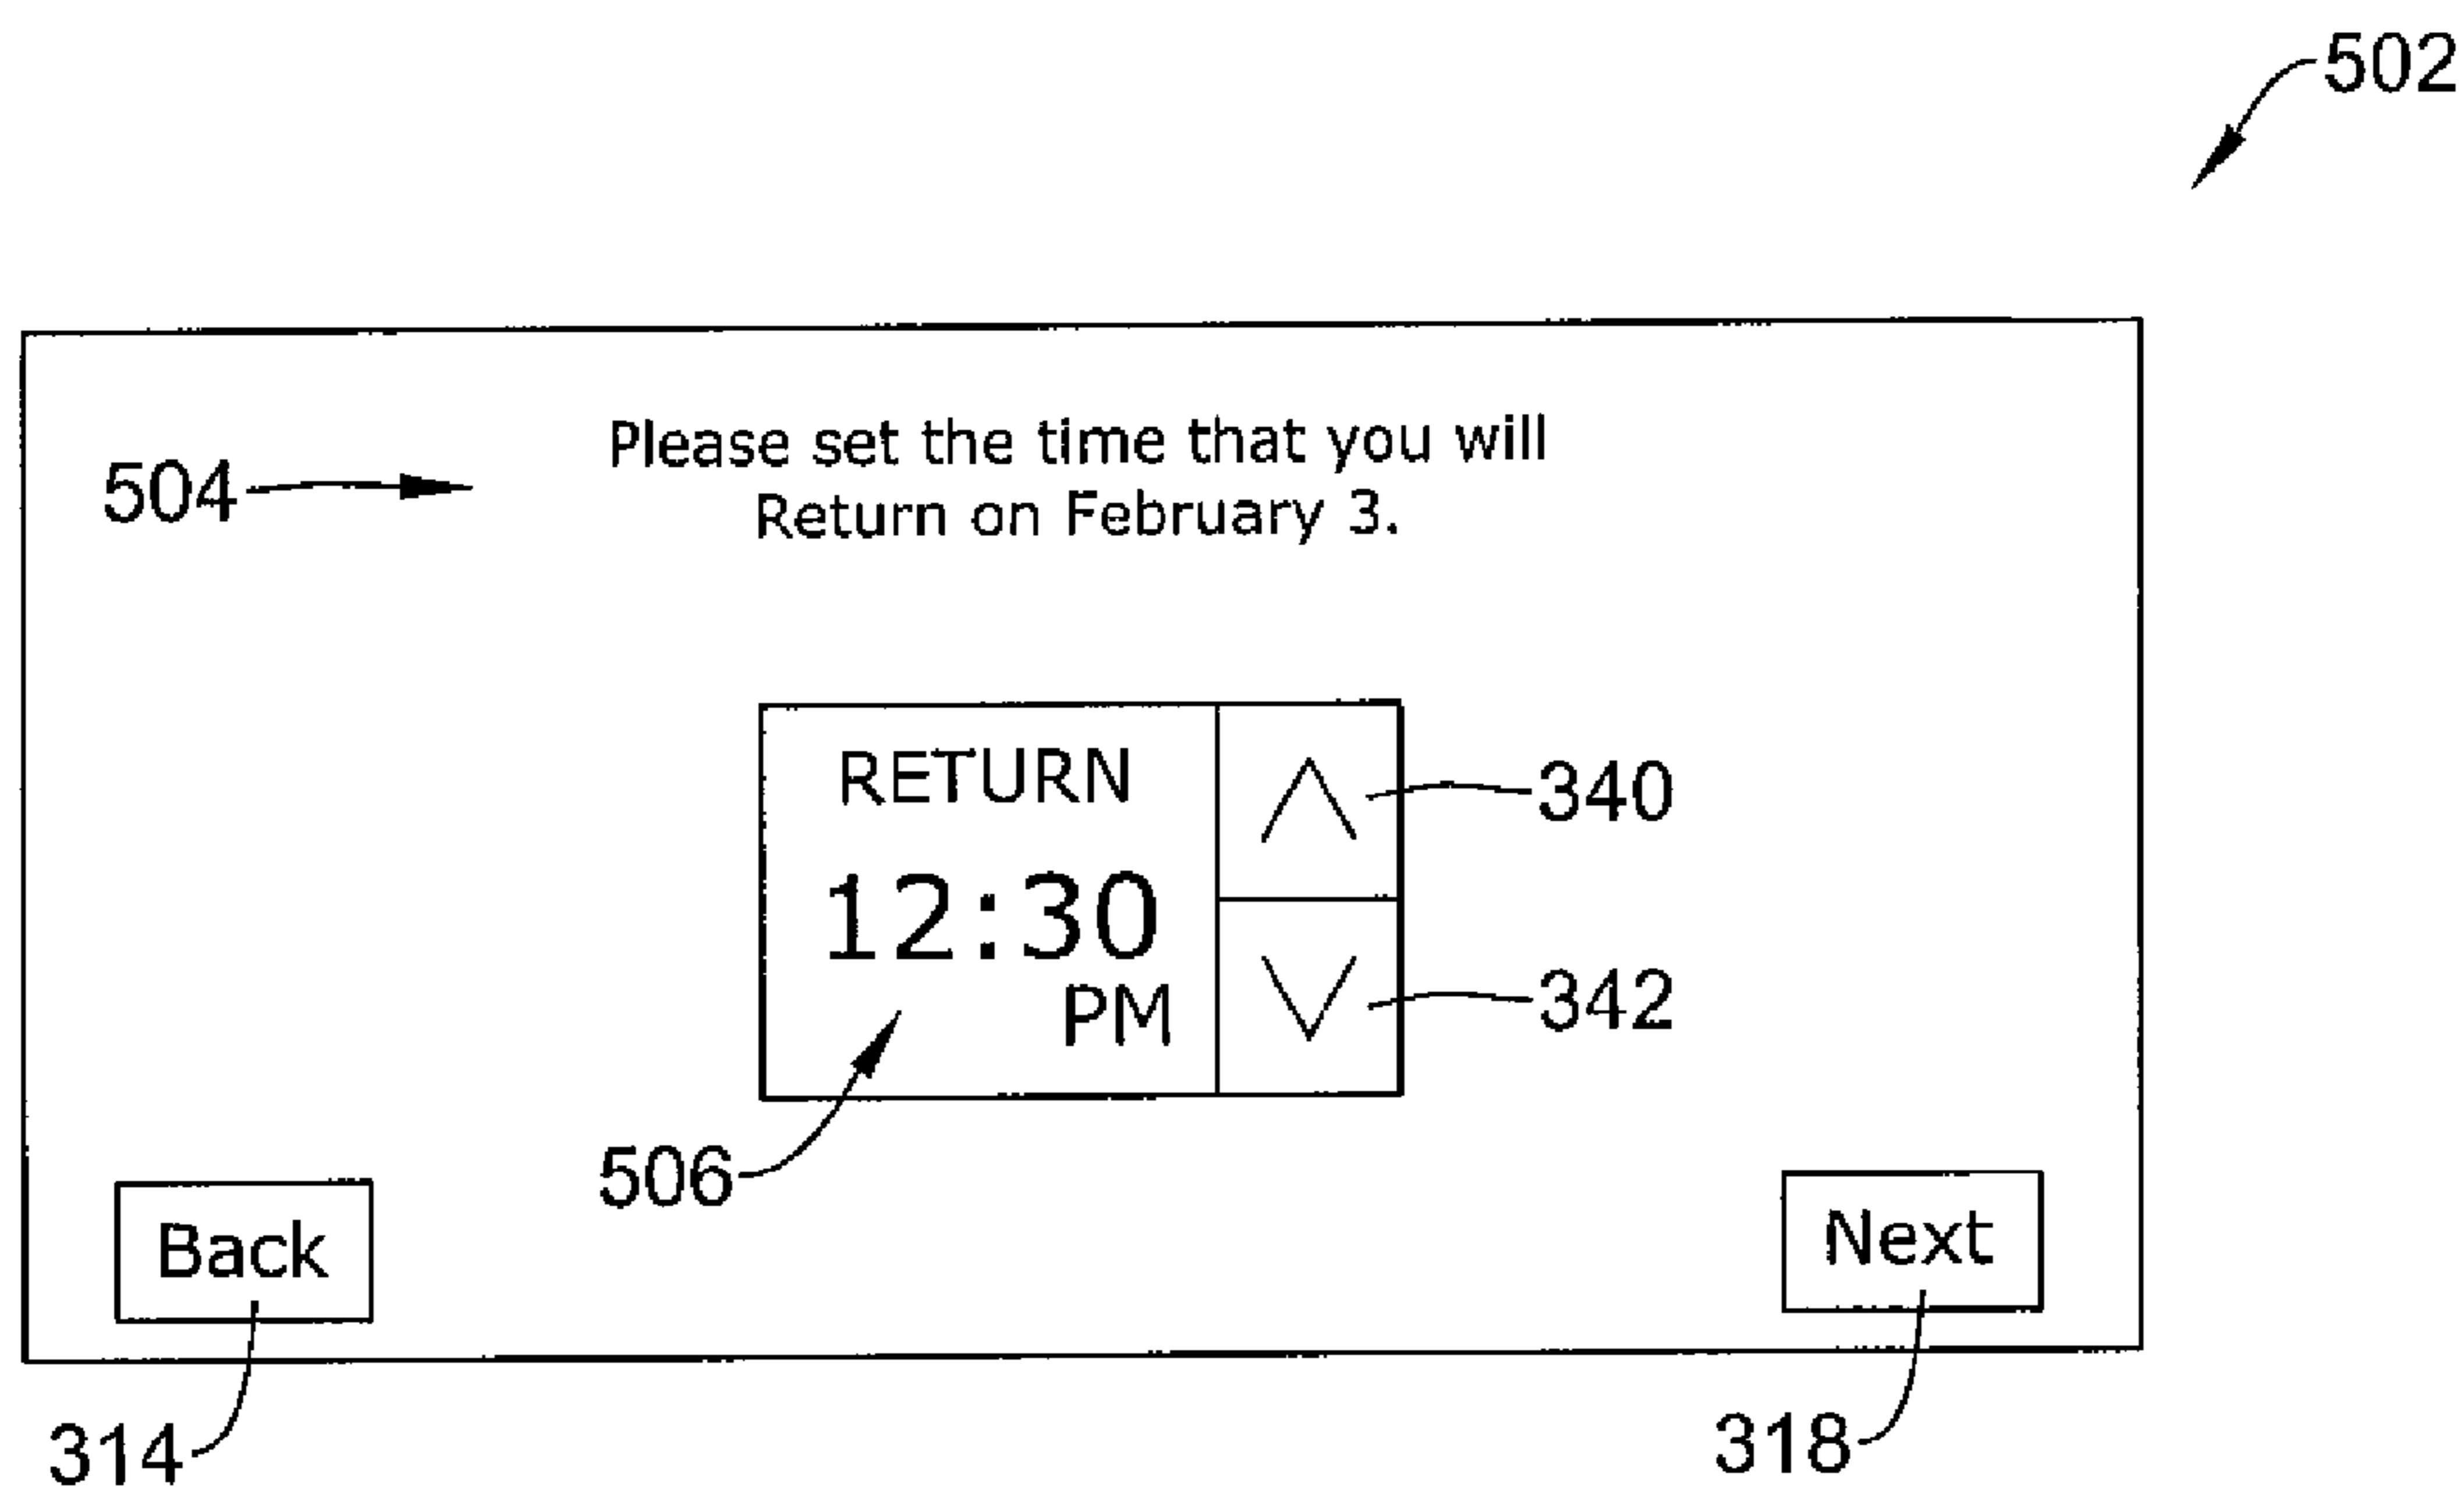 502
Please set the time that you will
504
Return on February 3.
RETURN
340
12:30
342
PM
506
Back
Next
314
318